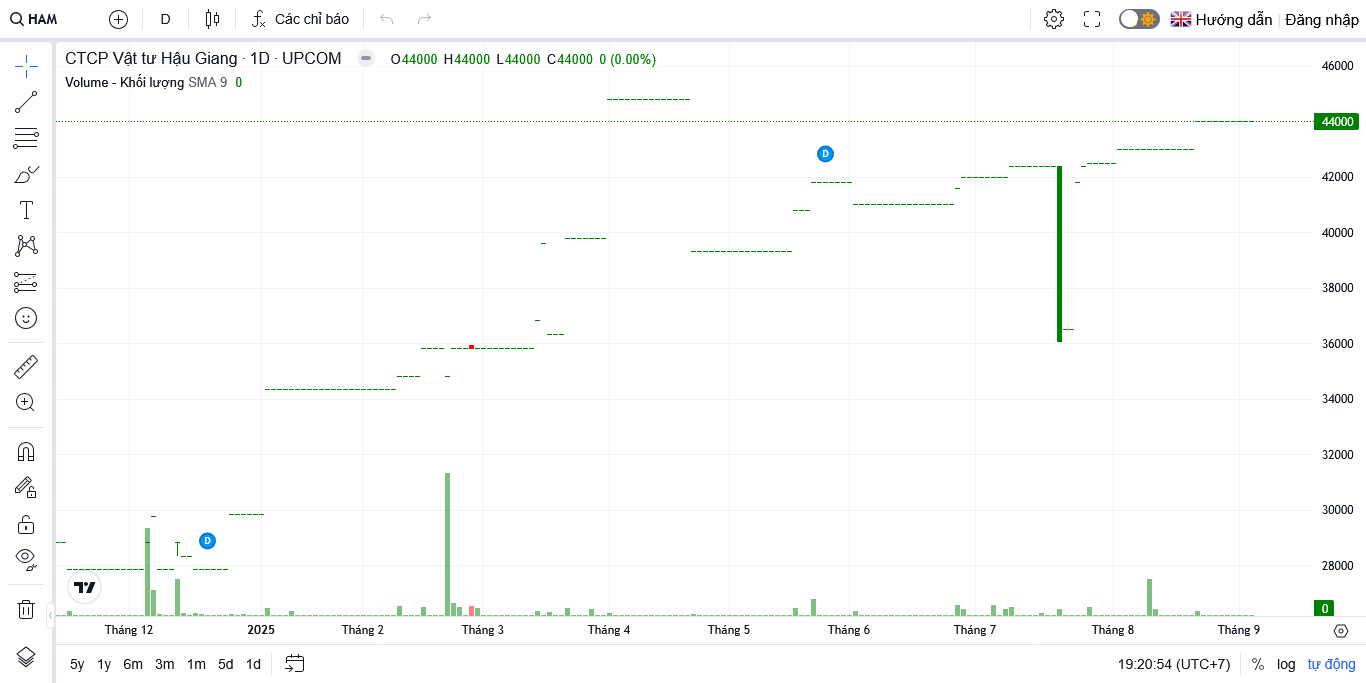 HAM
D
Các chỉ báo
Hướng dẫn
Đăng nhập
CTCP Vật tư Hậu Giang · 1D · UPCOM
O44000 H44000 L44000 C44000 0 (0.00%)
Volume - Khối lượng SMA 9 0
46000
44000
42000
40000
38000
36000
34000
32000
30000
28000
0
D
D
Tháng 12
2025
Tháng 2
Tháng 3
Tháng 4
Tháng 5
Tháng 6
Tháng 7
Tháng 8
Tháng 9
5y 1y 6m 3m 1m 5d 1d
19:20:54 (UTC+7)
% log tự động